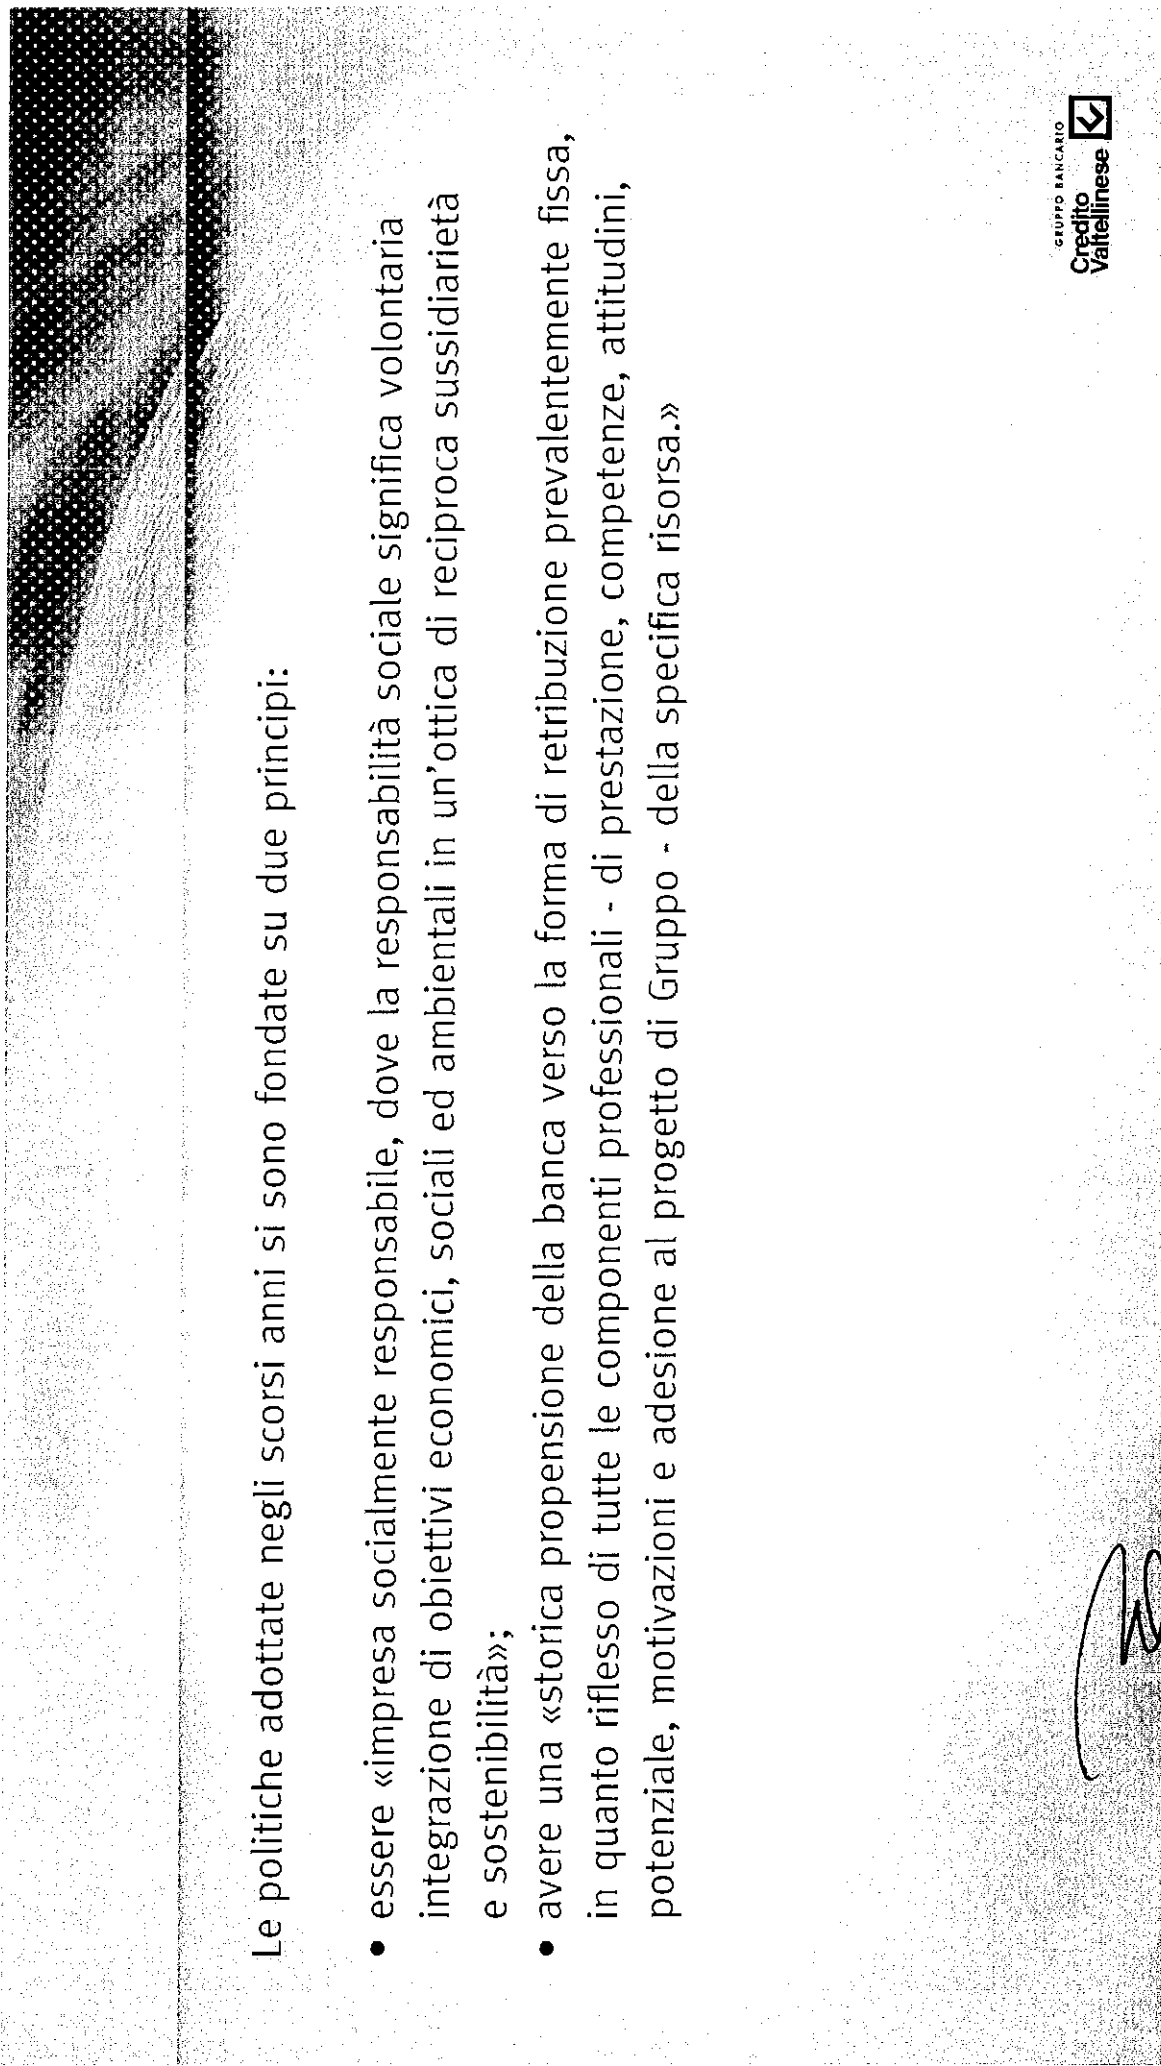 Le politiche adottate negli scorsi anni si sono fondate su due principi:
• essere «impresa socialmente responsabile, dove la responsabilità sociale significa volontaria
integrazione di obiettivi economici, sociali ed ambientali in un'ottica di reciproca sussidiarietà
e sostenibilità»;
• avere una «storica propensione della banca verso la forma di retribuzione prevalentemente fissa,
in quanto riflesso di tutte le componenti professionali - di prestazione, competenze, attitudini,
potenziale, motivazioni e adesione al progetto di Gruppo - della specifica risorsa.»
GRUPPO BANCARIO
Credito
Valtellinese